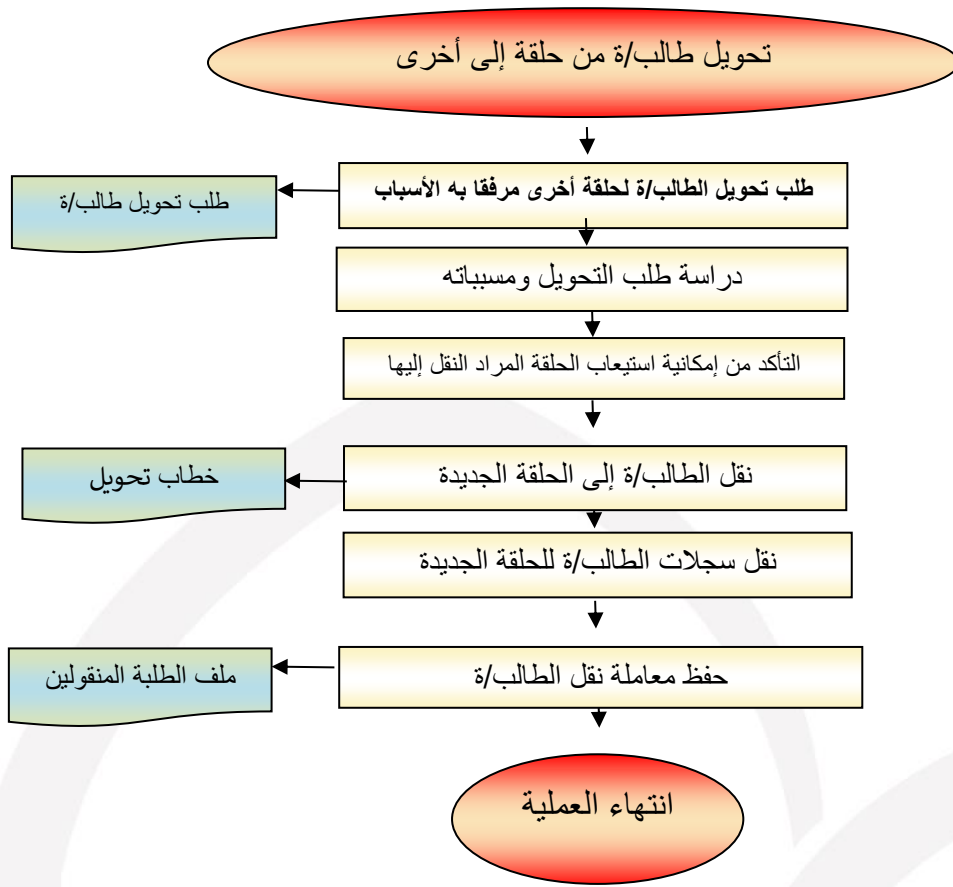 تحويل طالب/ة من حلقة إلى أخرى
طلب تحويل الطالب/ة لحلقة أخرى مرفقا به الأسباب
طلب تحويل طالب/ة
دراسة طلب التحويل ومسبباته
التأكد من إمكانية استيعاب الحلقة المراد النقل إليها
نقل الطالب/ة إلى الحلقة الجديدة
خطاب تحويل
نقل سجلات الطالب/ة للحلقة الجديدة
حفظ معاملة نقل الطالب/ة
ملف الطلبة المنقولين
انتهاء العملية